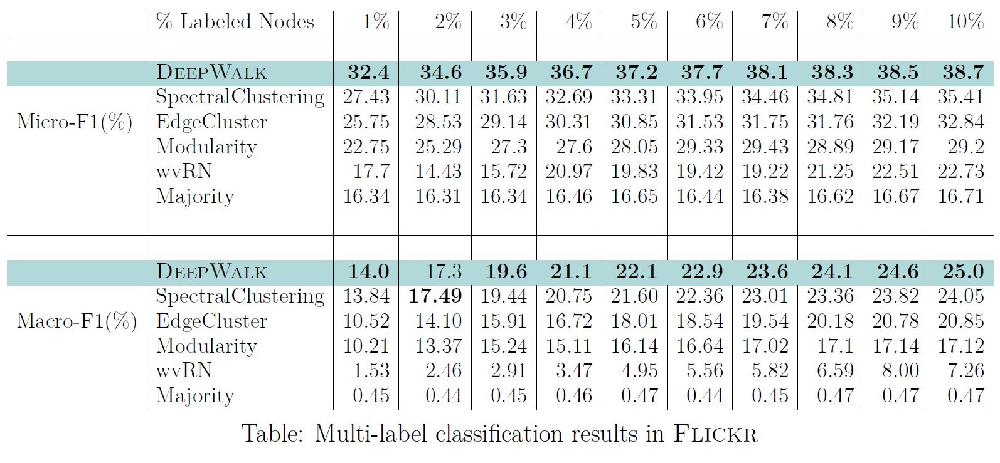 % Labeled Nodes 1% 2% 3% 4% 5% 6% 7% 8% 9% 10%
DEEPWALK 32.4 34.6 35.9 36.7 37.2 37.7 38.1 38.3 38.5 38.7
SpectralClustering 27.43 30.11 31.63 32.69 33.31 33.95 34.46 34.81 35.14 35.41
Micro-F1(%) EdgeCluster 25.75 28.53 29.14 30.31 30.85 31.53 31.75 31.76 32.19 32.84
Modularity 22.75 25.29 27.3 27.6 28.05 29.33 29.43 28.89 29.17 29.2
wvRN 17.7 14.43 15.72 20.97 19.83 19.42 19.22 21.25 22.51 22.73
Majority 16.34 16.31 16.34 16.46 16.65 16.44 16.38 16.62 16.67 16.71
DEEPWALK 14.0 17.3 19.6 21.1 22.1 22.9 23.6 24.1 24.6 25.0
SpectralClustering 13.84 17.49 19.44 20.75 21.60 22.36 23.01 23.36 23.82 24.05
Macro-F1(%) EdgeCluster 10.52 14.10 15.91 16.72 18.01 18.54 19.54 20.18 20.78 20.85
Modularity 10.21 13.37 15.24 15.11 16.14 16.64 17.02 17.1 17.14 17.12
wvRN 1.53 2.46 2.91 3.47 4.95 5.56 5.82 6.59 8.00 7.26
Majority 0.45 0.44 0.45 0.46 0.47 0.44 0.45 0.47 0.47 0.47
Table: Multi-label classification results in FLICKR